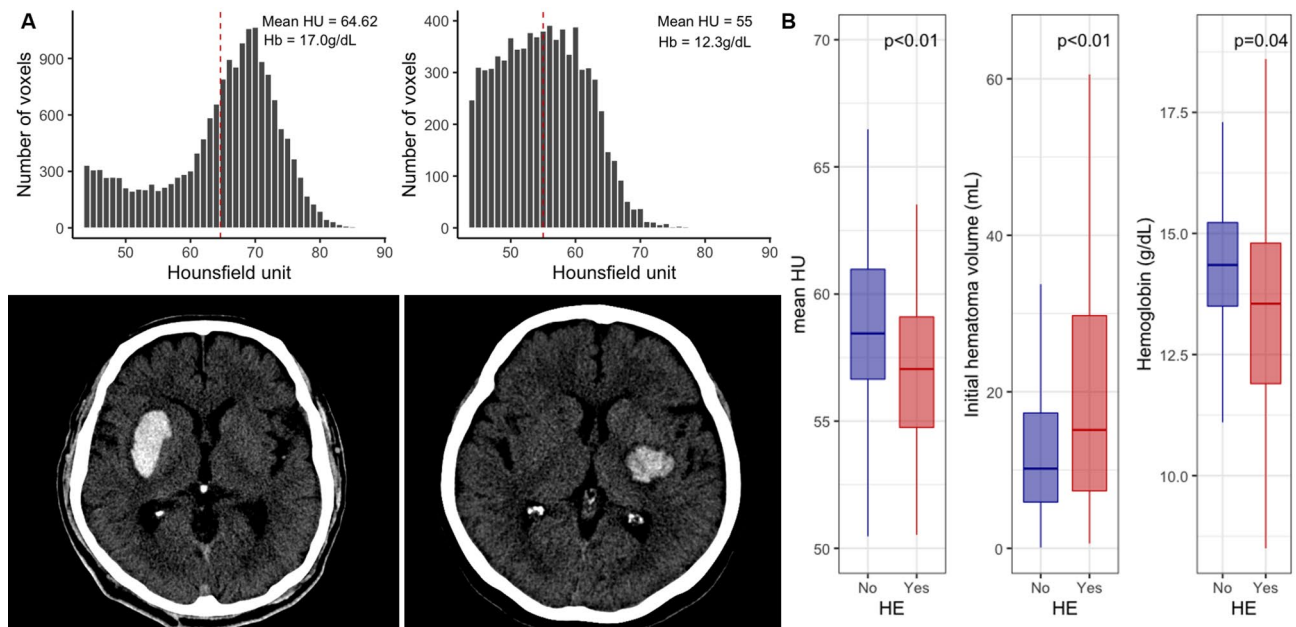 A
Mean HU = 64.62
Hb = 17.0g/dL
Number of voxels
900
600
300
0
50
60
70
80
90
Hounsfield unit
Mean HU = 55
Hb = 12.3g/dL
Number of voxels
400
300
200
100
0
50
60
70
80
90
Hounsfield unit
B
p<0.01
mean HU
70
65
60
55
50
No Yes
HE
p<0.01
Initial hematoma volume (mL)
60
40
20
0
No Yes
HE
p=0.04
Hemoglobin (g/dL)
17.5
15.0
12.5
10.0
No Yes
HE